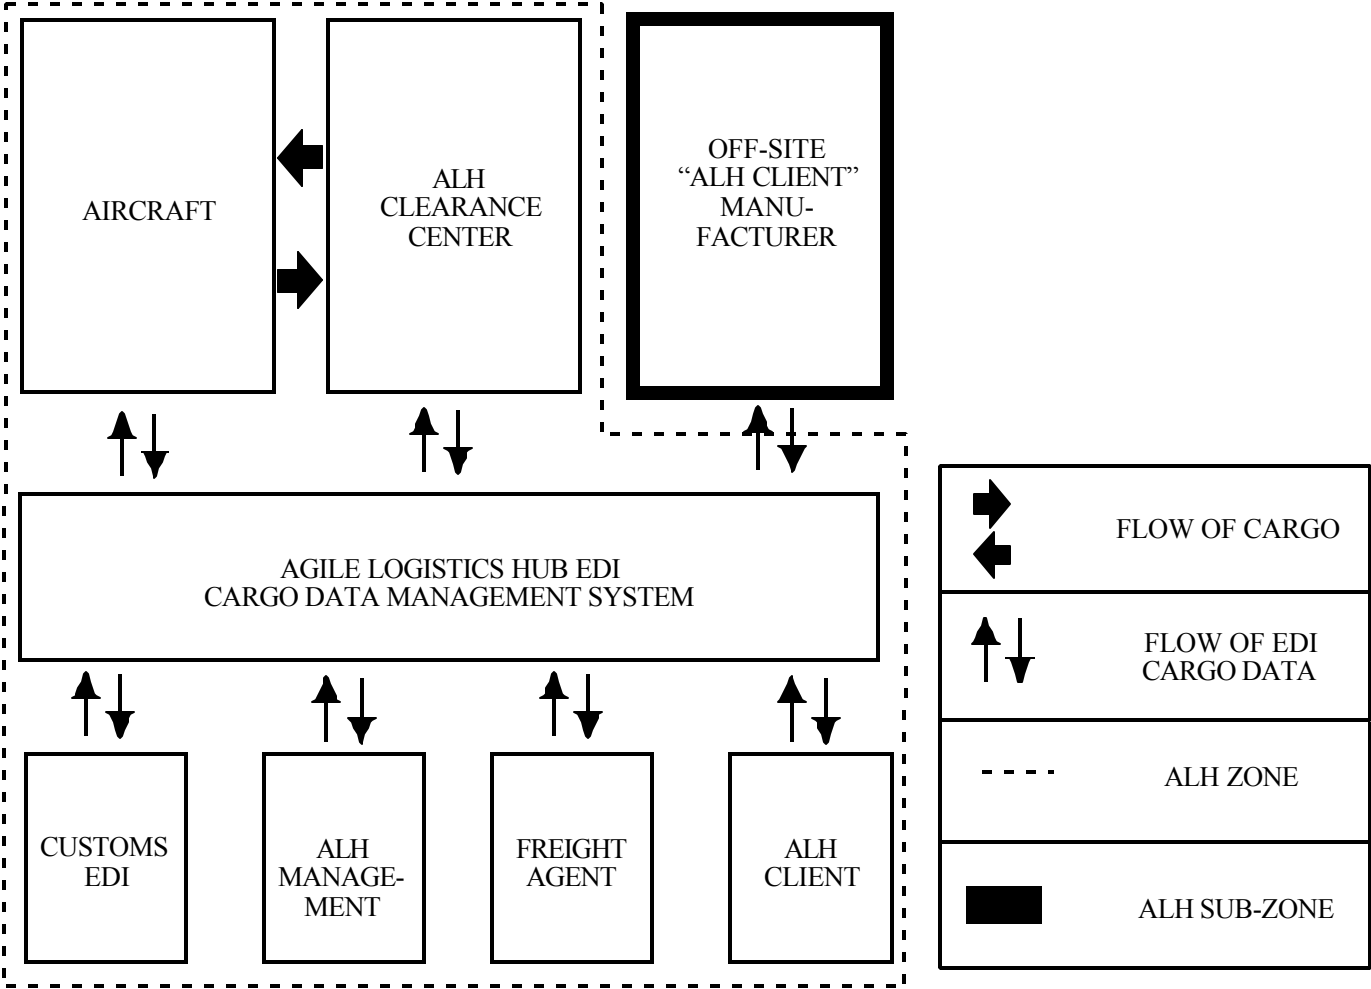 AIRCRAFT
ALH
CLEARANCE
CENTER
OFF-SITE
“ALH CLIENT”
MANU-
FACTURER
AGILE LOGISTICS HUB EDI
CARGO DATA MANAGEMENT SYSTEM
CUSTOMS
EDI
ALH
MANAGE-
MENT
FREIGHT
AGENT
ALH
CLIENT
FLOW OF CARGO
FLOW OF EDI
CARGO DATA
ALH ZONE
ALH SUB-ZONE